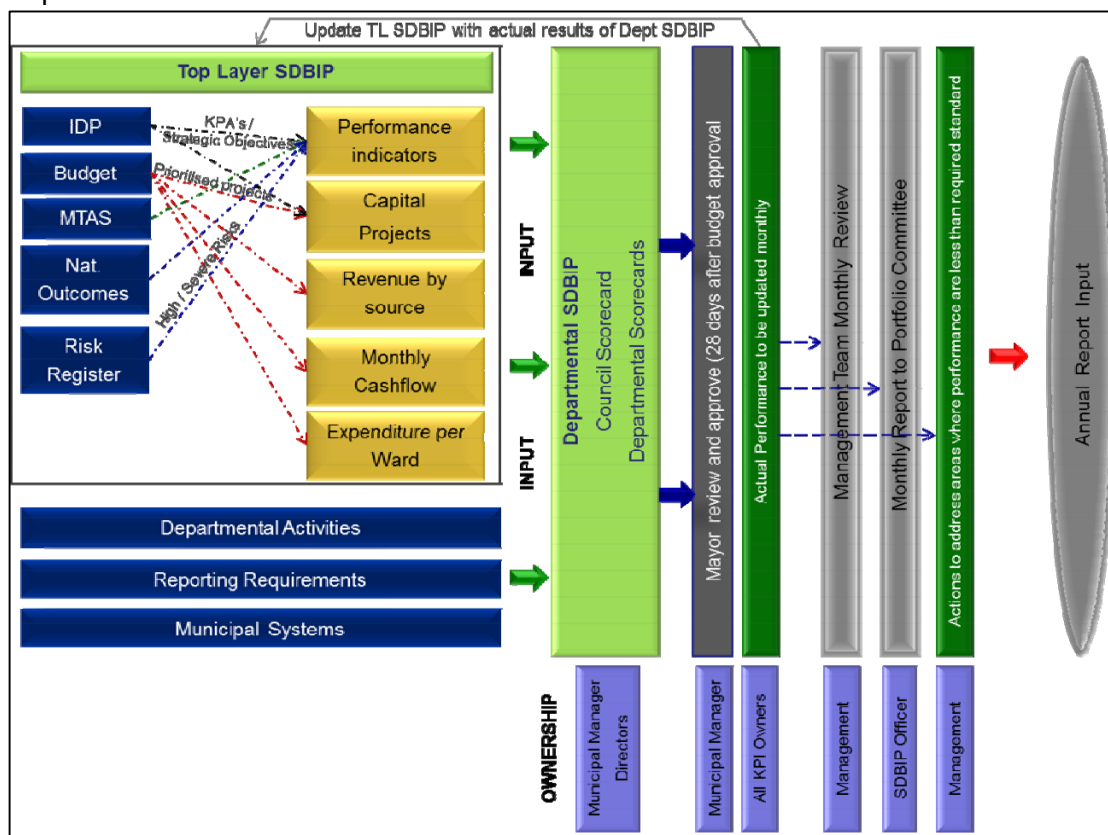 Update TL SDBIP with actual results of Dept SDBIP
Top Layer SDBIP
IDP
Budget
MTAS
Nat.
Outcomes
Risk
Register
KPA's /
Strategic Objectives
Prioritised projects
High / Severe Risks
Performance
indicators
Capital
Projects
Revenue by
source
Monthly
Cashflow
Expenditure per
Ward
Departmental Activities
Reporting Requirements
Municipal Systems
INPUT
INPUT
Departmental SDBIP
Council Scorecard
Departmental Scorecards
Mayor review and approve (28 days after budget approval
Actual Performance to be updated monthly
Management Team Monthly Review
Monthly Report to Portfolio Committee
Actions to address areas where performance are less than required standard
Annual Report Input
OWNERSHIP
Municipal Manager
Directors
Municipal Manager
All KPI Owners
Management
SDBIP Officer
Management